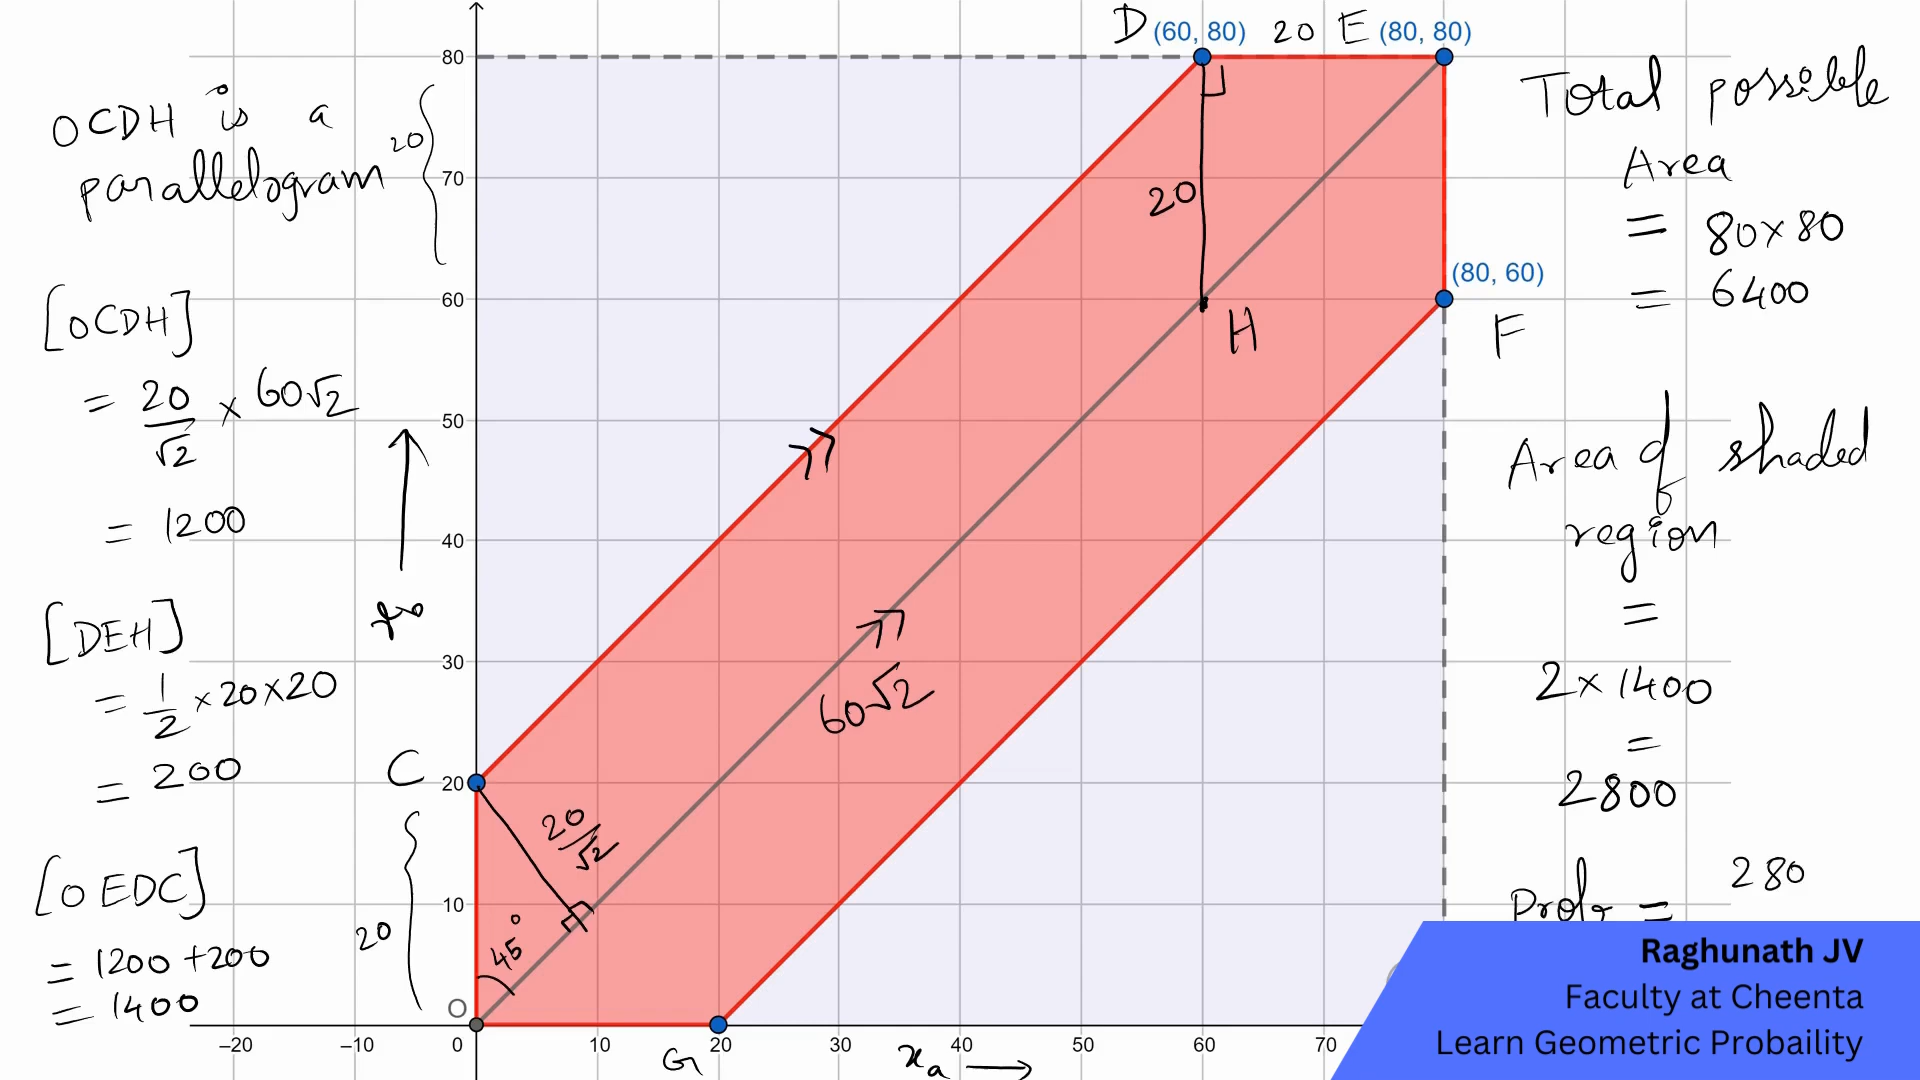 OCDH is a
parallelogram
20
[OCDH]
= 20/√2 × 60√2
= 1200
[DEH]
= 1/2 × 20 × 20
= 200
[OEDC]
= 1200 + 200
= 1400
D (60, 80) 20 E (80, 80)
80
70
60
50
40
30
20
10
0
−20 −10 10 20 30 40 50 60 70
20
H
(80, 60)
F
60√2
C
20/√2
45°
20
O
G
xₐ
Total possible
Area
= 80×80
= 6400
Area of shaded
region
=
2×1400
=
2800
Prob =
280
Raghunath JV
Faculty at Cheenta
Learn Geometric Probaility